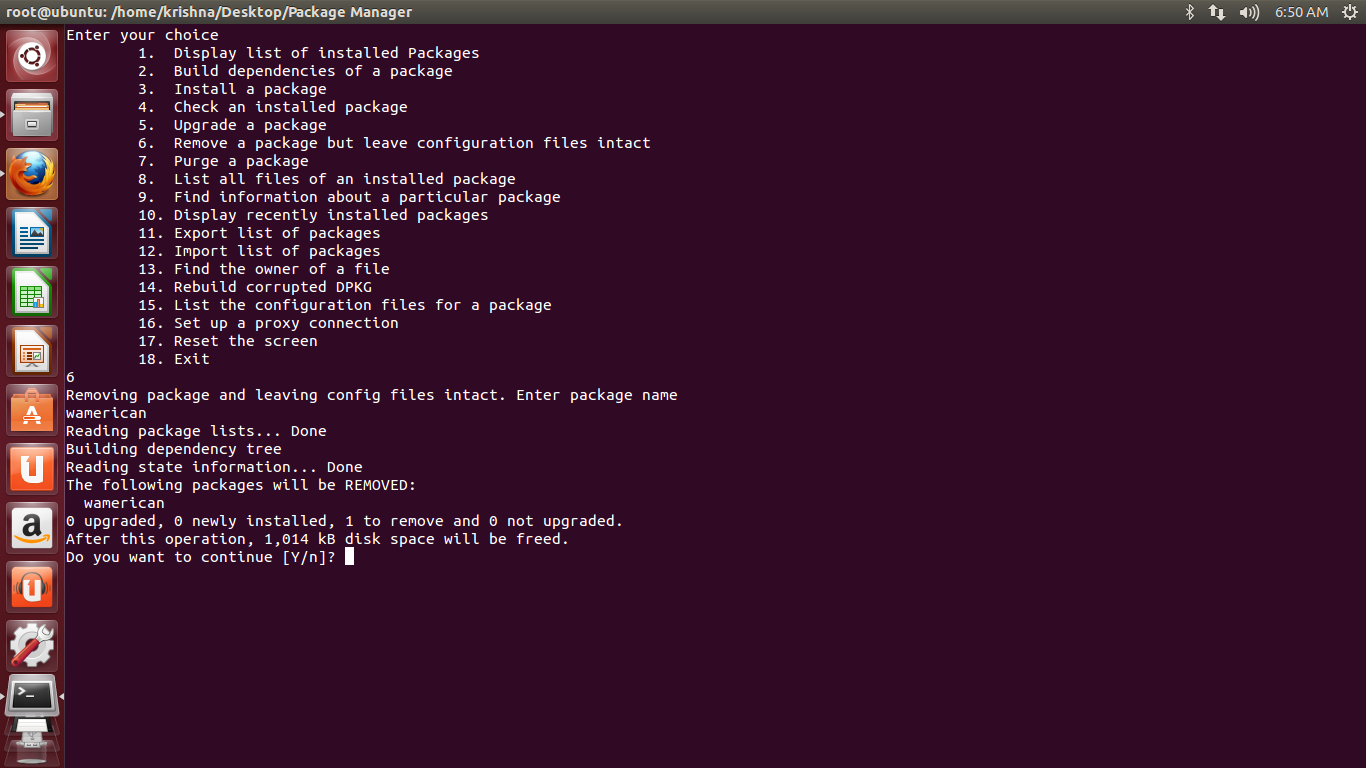 root@ubuntu: /home/krishna/Desktop/Package Manager
6:50 AM
Enter your choice
1. Display list of installed Packages
2. Build dependencies of a package
3. Install a package
4. Check an installed package
5. Upgrade a package
6. Remove a package but leave configuration files intact
7. Purge a package
8. List all files of an installed package
9. Find information about a particular package
10. Display recently installed packages
11. Export list of packages
12. Import list of packages
13. Find the owner of a file
14. Rebuild corrupted DPKG
15. List the configuration files for a package
16. Set up a proxy connection
17. Reset the screen
18. Exit
6
Removing package and leaving config files intact. Enter package name
wamerican
Reading package lists... Done
Building dependency tree
Reading state information... Done
The following packages will be REMOVED:
wamerican
0 upgraded, 0 newly installed, 1 to remove and 0 not upgraded.
After this operation, 1,014 kB disk space will be freed.
Do you want to continue [Y/n]?